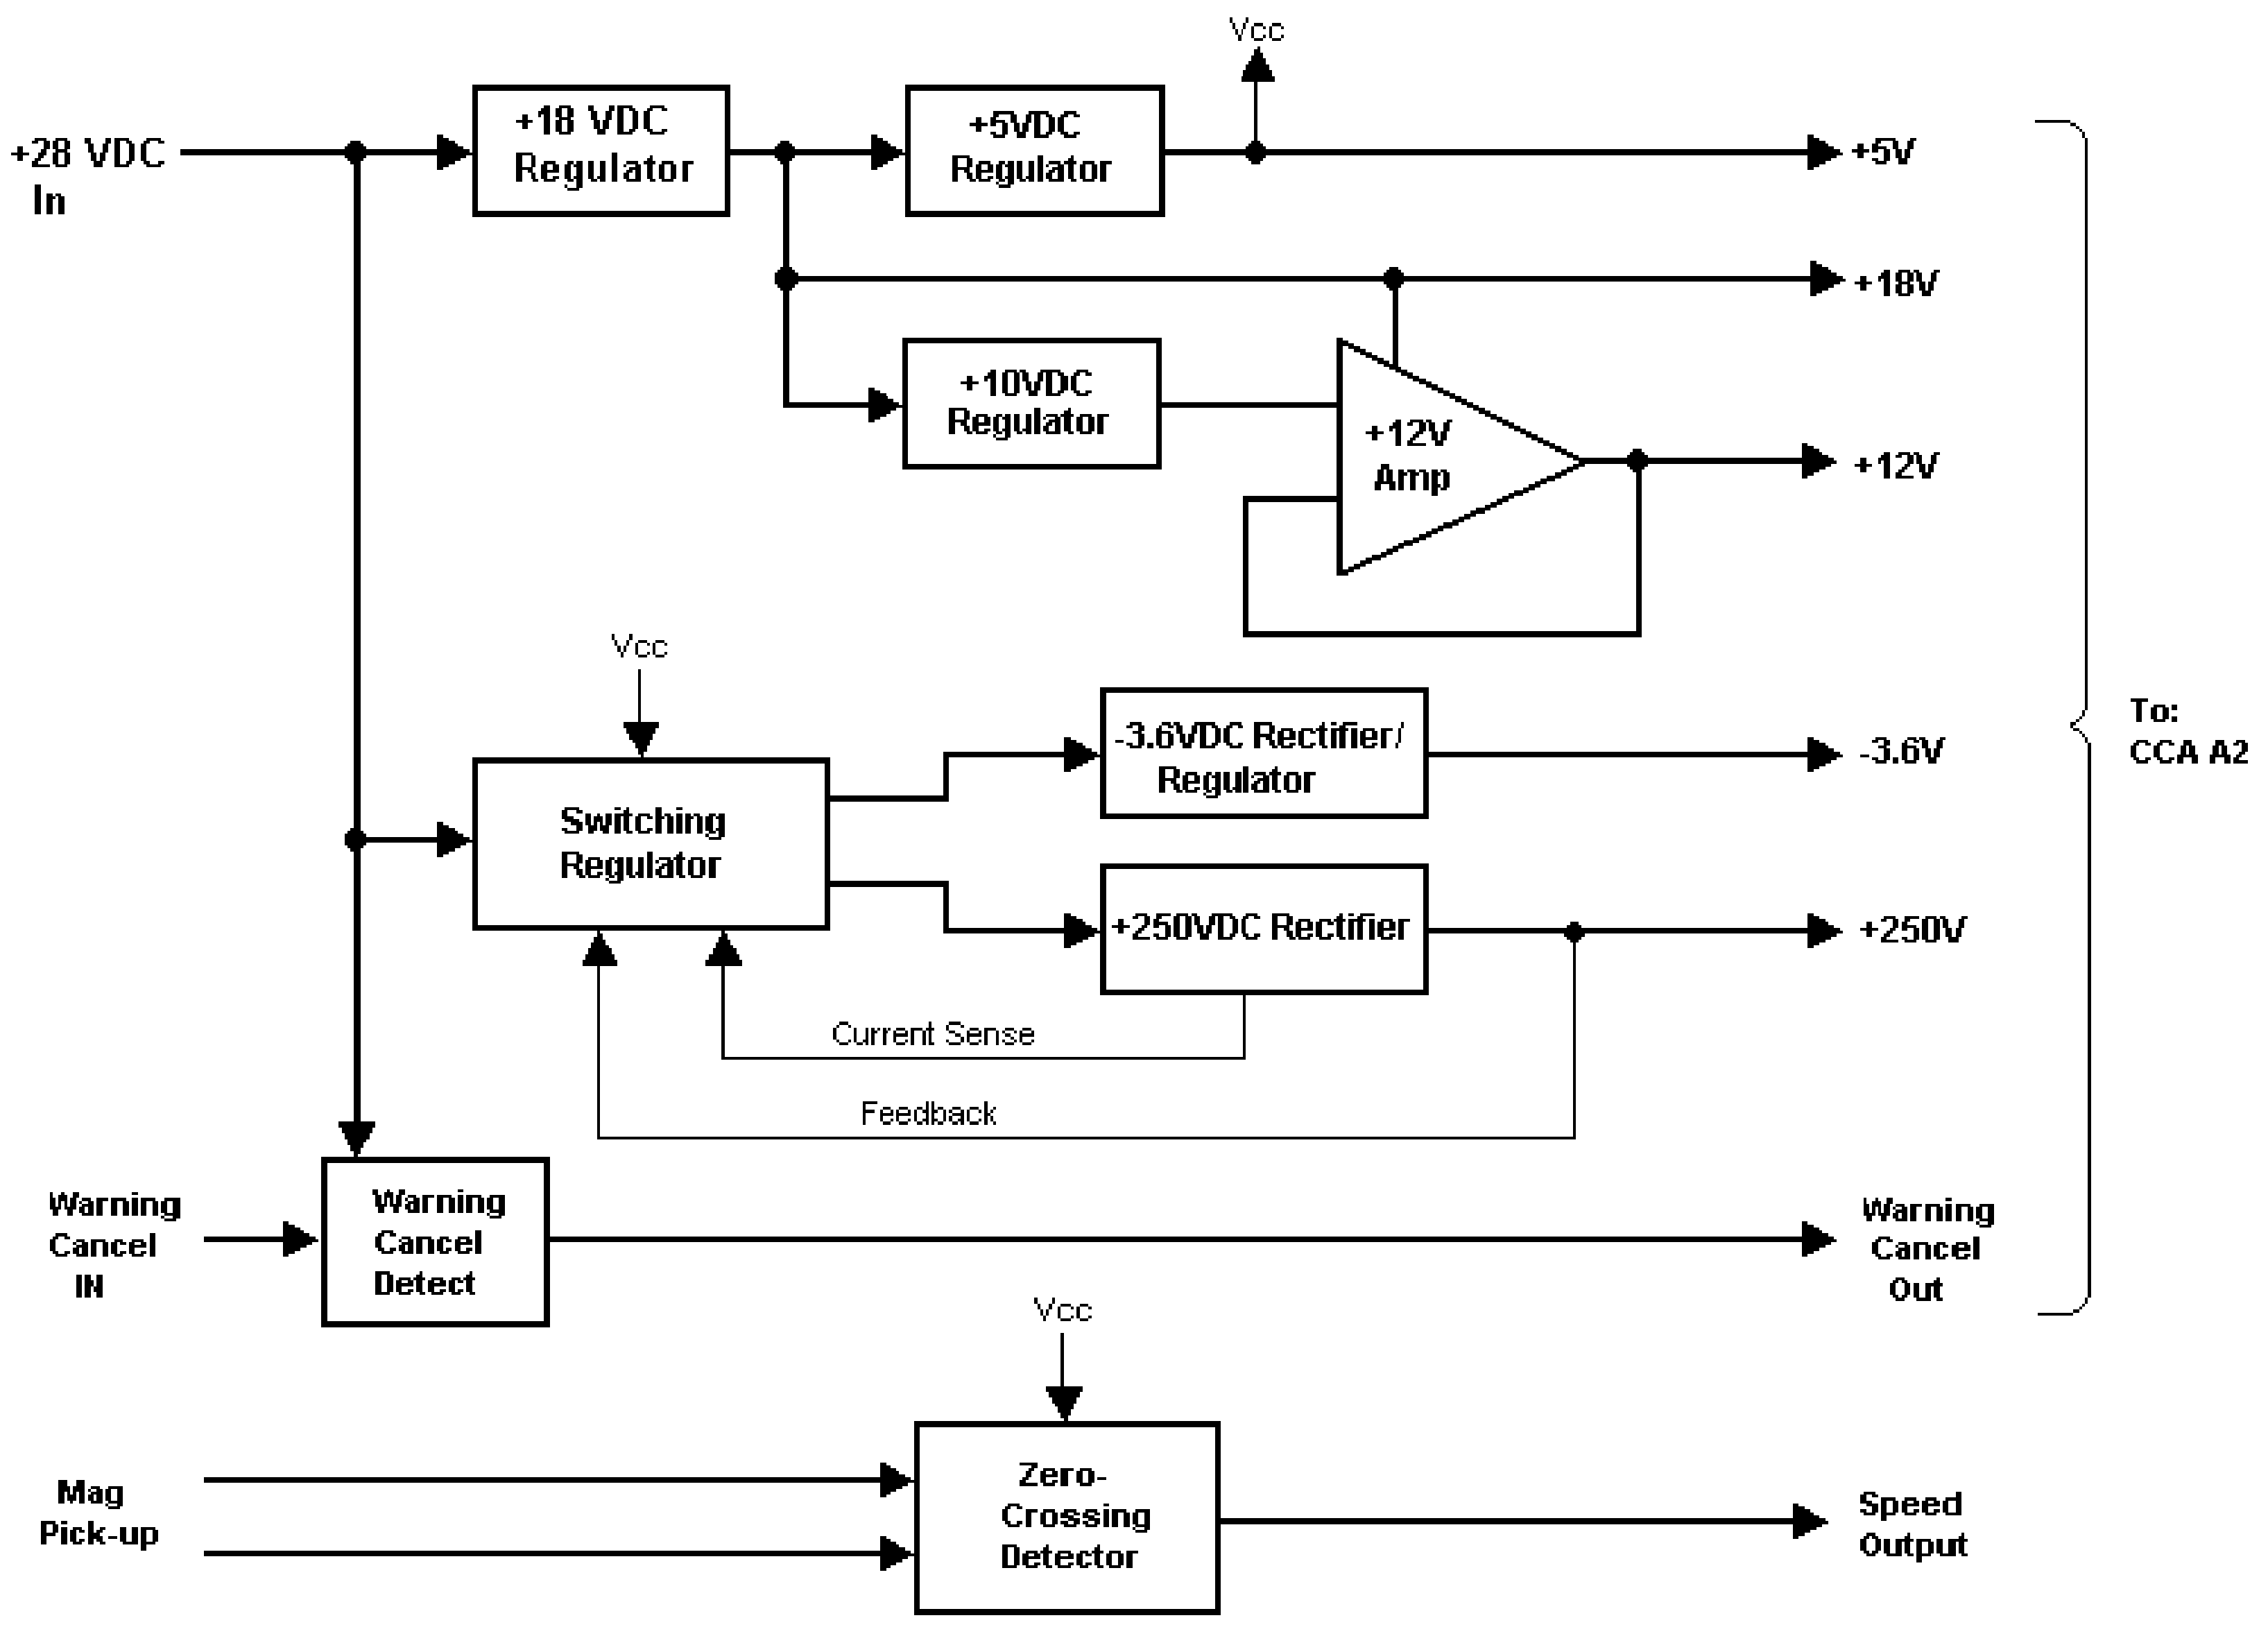 Vcc
+28 VDC
In
+18 VDC
Regulator
+5VDC
Regulator
+5V
+18V
+10VDC
Regulator
+12V
Amp
+12V
Vcc
Switching
Regulator
-3.6VDC Rectifier/
Regulator
-3.6V
To:
CCA A2
+250VDC Rectifier
+250V
Current Sense
Feedback
Warning
Cancel
IN
Warning
Cancel
Detect
Warning
Cancel
Out
Vcc
Mag
Pick-up
Zero-
Crossing
Detector
Speed
Output